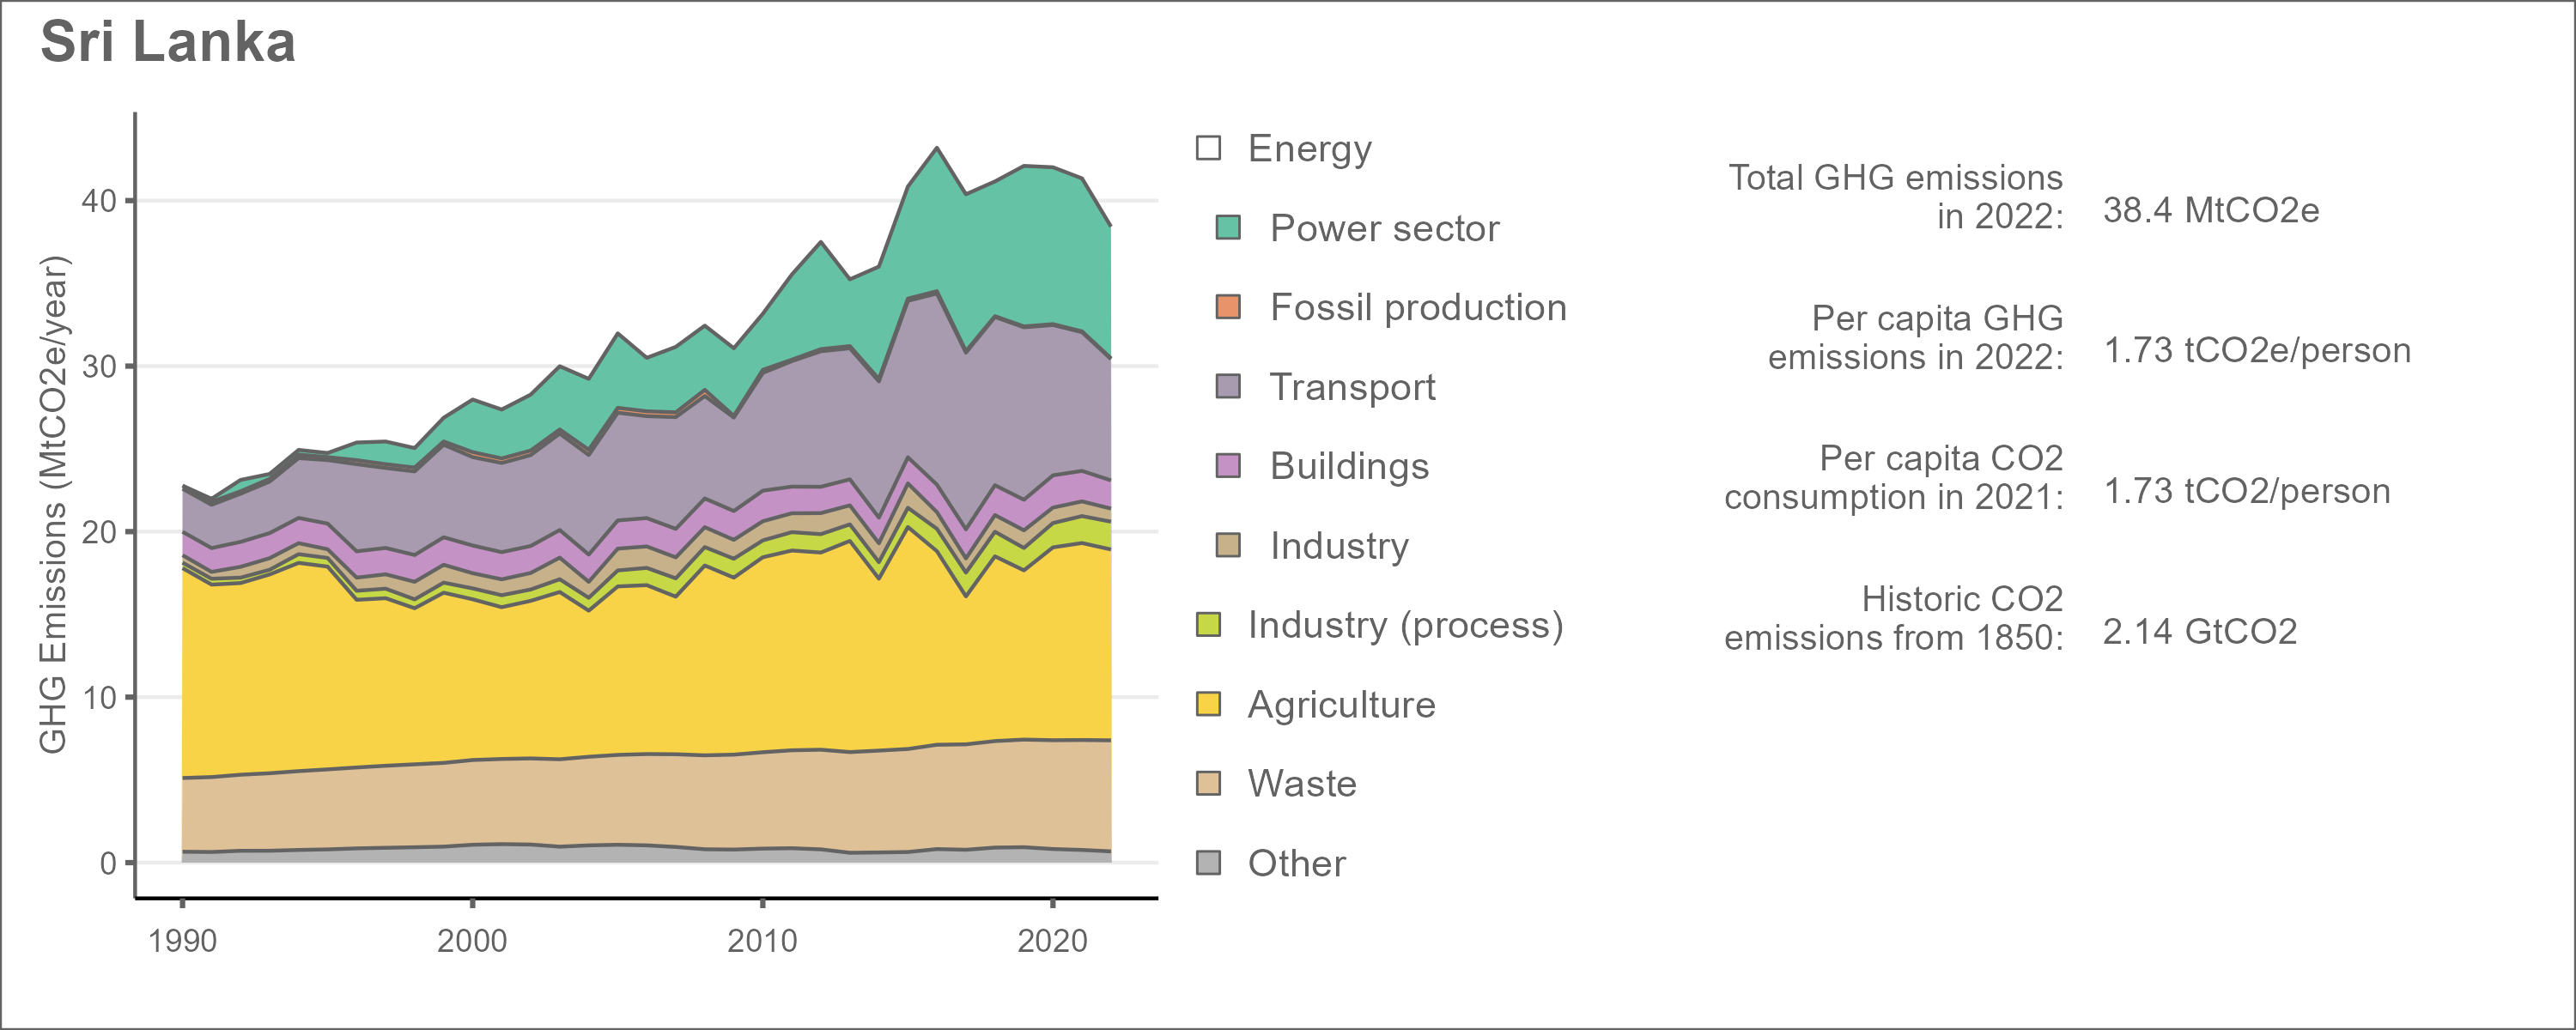 Sri Lanka
GHG Emissions (MtCO2e/year)
40
30
20
10
0
1990
2000
2010
2020
Energy
Power sector
Fossil production
Transport
Buildings
Industry
Industry (process)
Agriculture
Waste
Other
Total GHG emissions
in 2022:
38.4 MtCO2e
Per capita GHG
emissions in 2022:
1.73 tCO2e/person
Per capita CO2
consumption in 2021:
1.73 tCO2/person
Historic CO2
emissions from 1850:
2.14 GtCO2